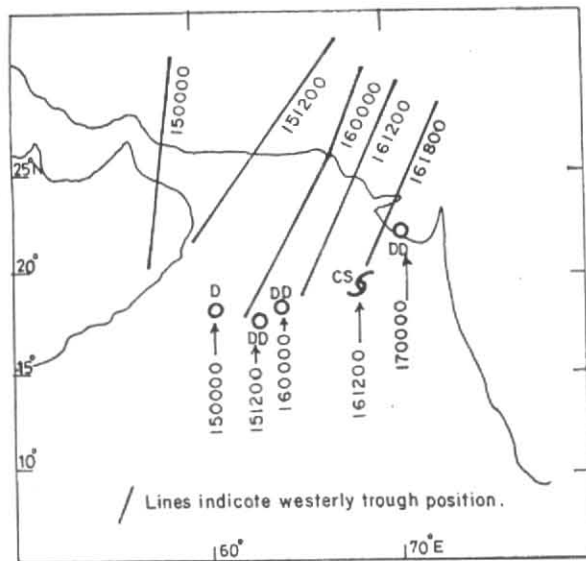 150000
151200
160000
161200
161800
25°N
20°
15°
10°
D
DD
DD
CS
DD
150000
151200
160000
161200
170000
/ Lines indicate westerly trough position.
60°
70°E